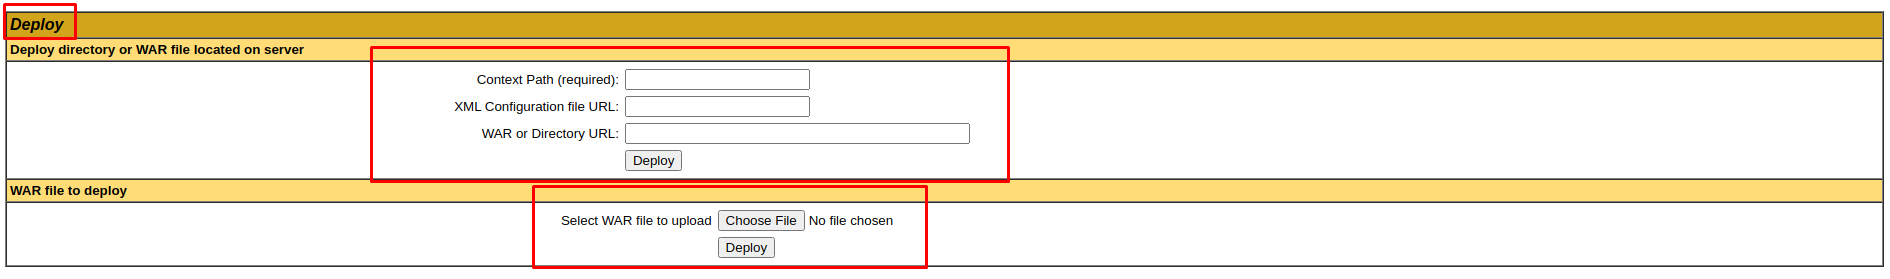 Deploy
Deploy directory or WAR file located on server
Context Path (required):
XML Configuration file URL:
WAR or Directory URL:
Deploy
WAR file to deploy
Select WAR file to upload Choose File No file chosen
Deploy